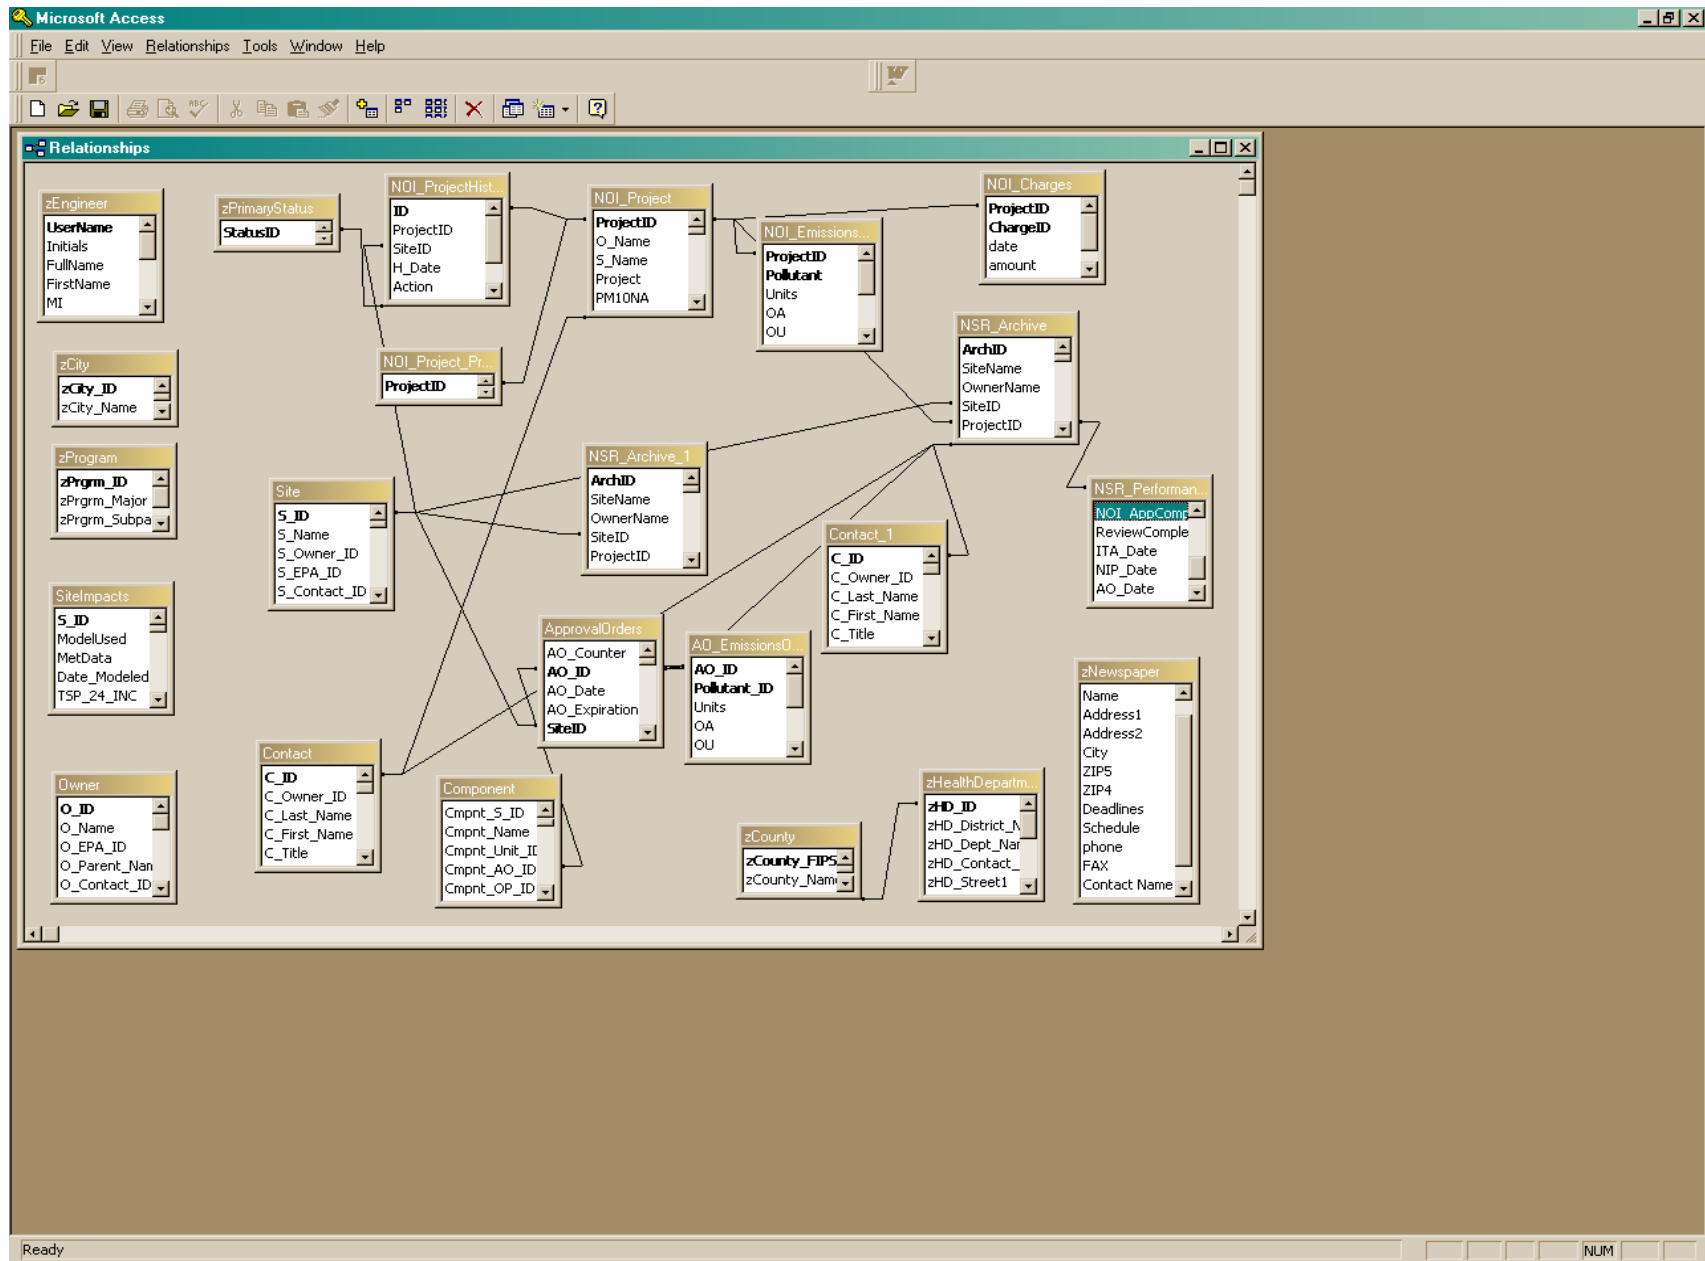 Microsoft Access
File Edit View Relationships Tools Window Help
Relationships
zEngineer
UserName
Initials
FullName
FirstName
MI
zPrimaryStatus
StatusID
NOI_ProjectHist...
ID
ProjectID
SiteID
H_Date
Action
NOI_Project
ProjectID
O_Name
S_Name
Project
PM10NA
NOI_Emissions...
ProjectID
Pollutant
Units
OA
OU
NOI_Charges
ProjectID
ChargeID
date
amount
zCity
zCity_ID
zCity_Name
NOI_Project_Pr...
ProjectID
NSR_Archive
ArchID
SiteName
OwnerName
SiteID
ProjectID
zProgram
zPrgrm_ID
zPrgrm_Major
zPrgrm_Subpa
Site
S_ID
S_Name
S_Owner_ID
S_EPA_ID
S_Contact_ID
NSR_Archive_1
ArchID
SiteName
OwnerName
SiteID
ProjectID
Contact_1
C_ID
C_Owner_ID
C_Last_Name
C_First_Name
C_Title
NSR_Performan...
NOI_AppComp
ReviewComple
ITA_Date
NIP_Date
AO_Date
SiteImpacts
S_ID
ModelUsed
MetData
Date_Modeled
TSP_24_INC
ApprovalOrders
AO_Counter
AO_ID
AO_Date
AO_Expiration
SiteID
AO_EmissionsO...
AO_ID
Pollutant_ID
Units
OA
OU
zNewspaper
Name
Address1
Address2
City
ZIP5
ZIP4
Deadlines
Schedule
phone
FAX
Contact Name
Owner
O_ID
O_Name
O_EPA_ID
O_Parent_Nan
O_Contact_ID
Contact
C_ID
C_Owner_ID
C_Last_Name
C_First_Name
C_Title
Component
Cmpnt_S_ID
Cmpnt_Name
Cmpnt_Unit_ID
Cmpnt_AO_ID
Cmpnt_OP_ID
zCounty
zCounty_FIPS
zCounty_Name
zHealthDepartm...
zHD_ID
zHD_District_N
zHD_Dept_Nar
zHD_Contact_
zHD_Street1
Ready
NUM